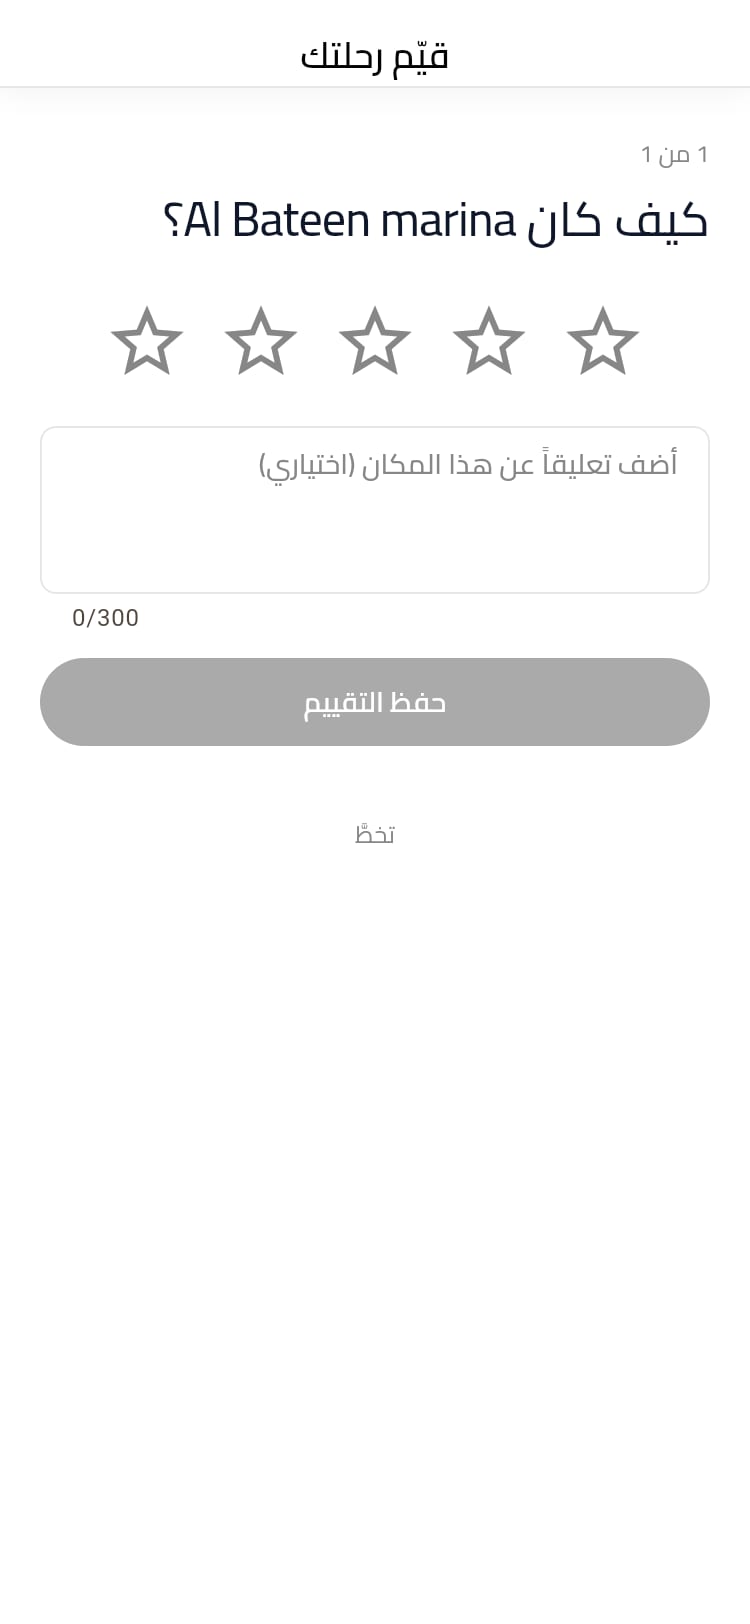 قيّم رحلتك
1 من 1
كيف كان Al Bateen marina؟
أضف تعليقاً عن هذا المكان (اختياري)
0/300
حفظ التقييم
تخطَّ